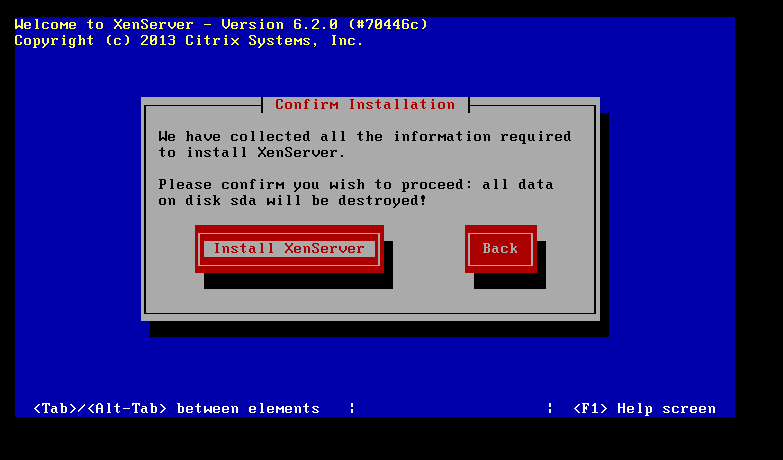 Welcome to XenServer - Version 6.2.0 (#70446c)
Copyright (c) 2013 Citrix Systems, Inc.
Confirm Installation
We have collected all the information required
to install XenServer.
Please confirm you wish to proceed: all data
on disk sda will be destroyed!
Install XenServer Back
<Tab>/<Alt-Tab> between elements | | <F1> Help screen